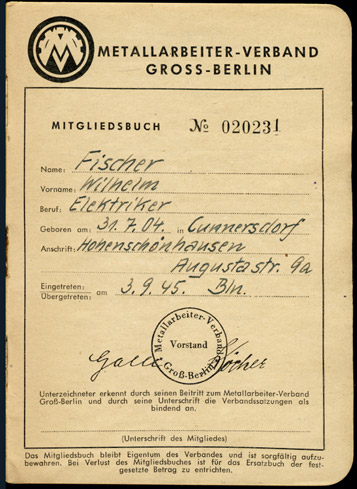 METALLARBEITER-VERBAND
GROSS-BERLIN
MITGLIEDSBUCH № 020231
Name: Fischer
Vorname: Wilhelm
Beruf: Elektriker
Geboren am: 31.7.04. in Cunnersdorf
Anschrift: Hohenschönhausen
Augustastr. 9a
Eingetreten:
Übergetreten: am 3.9.45. Bln.
Metallarbeiter-Verband
Vorstand
Groß-Berlin
Unterzeichneter erkennt durch seinen Beitritt zum Metallarbeiter-Verband
Groß-Berlin und durch seine Unterschrift die Verbandssatzungen als
bindend an.
(Unterschrift des Mitgliedes)
Das Mitgliedsbuch bleibt Eigentum des Verbandes und ist sorgfältig aufzu-
bewahren. Bei Verlust des Mitgliedsbuches ist für das Ersatzbuch der fest-
gesetzte Betrag zu entrichten.